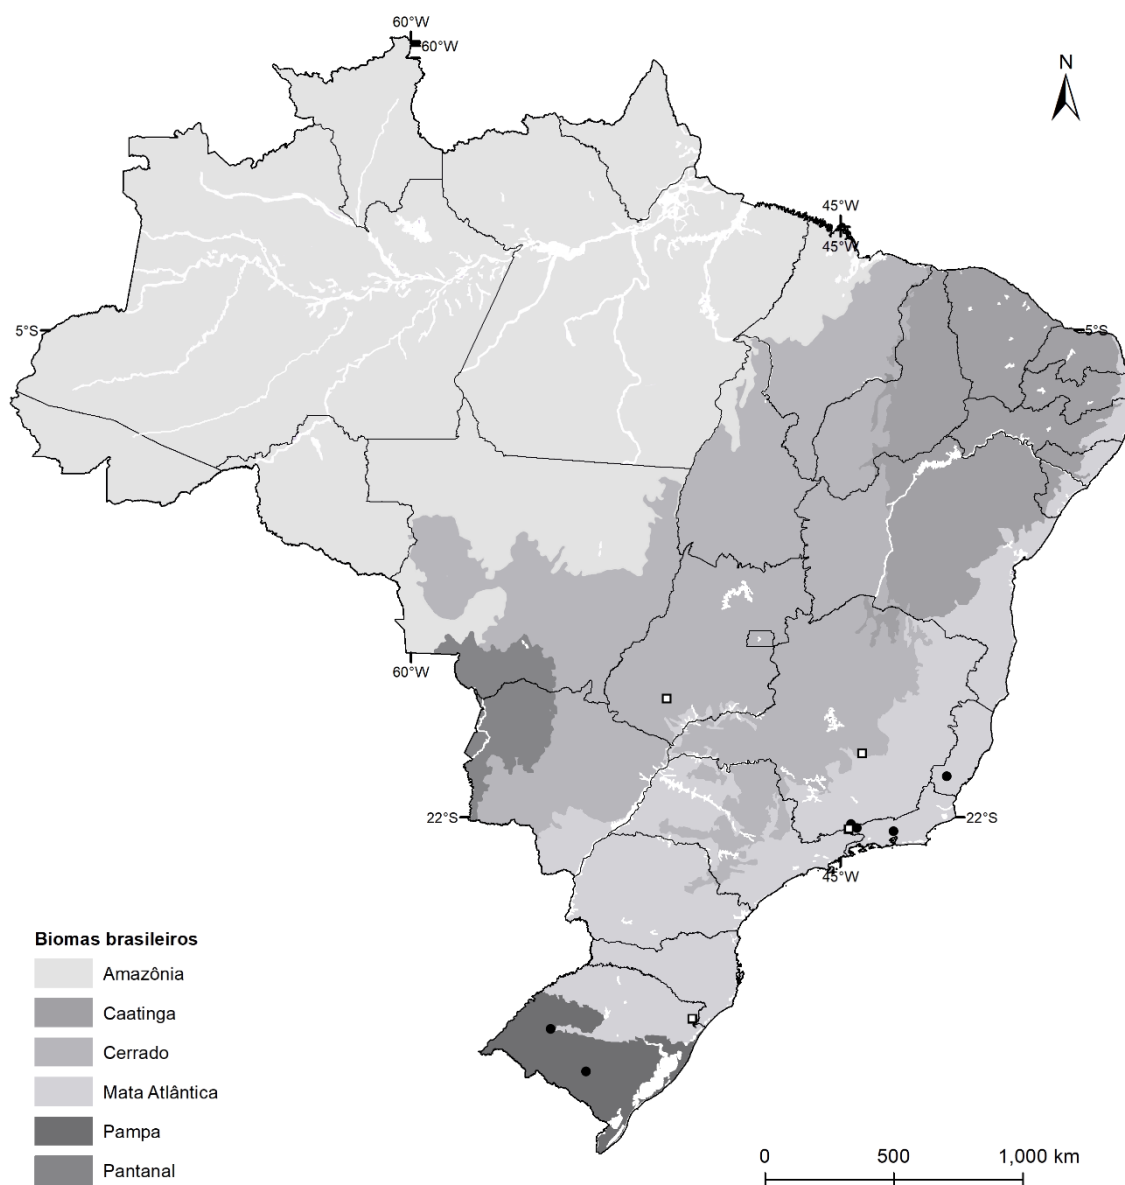 60°W
60°W
N
45°W
45°W
5°S
5°S
60°W
22°S
22°S
45°W
Biomas brasileiros
Amazônia
Caatinga
Cerrado
Mata Atlântica
Pampa
Pantanal
0 500 1,000 km